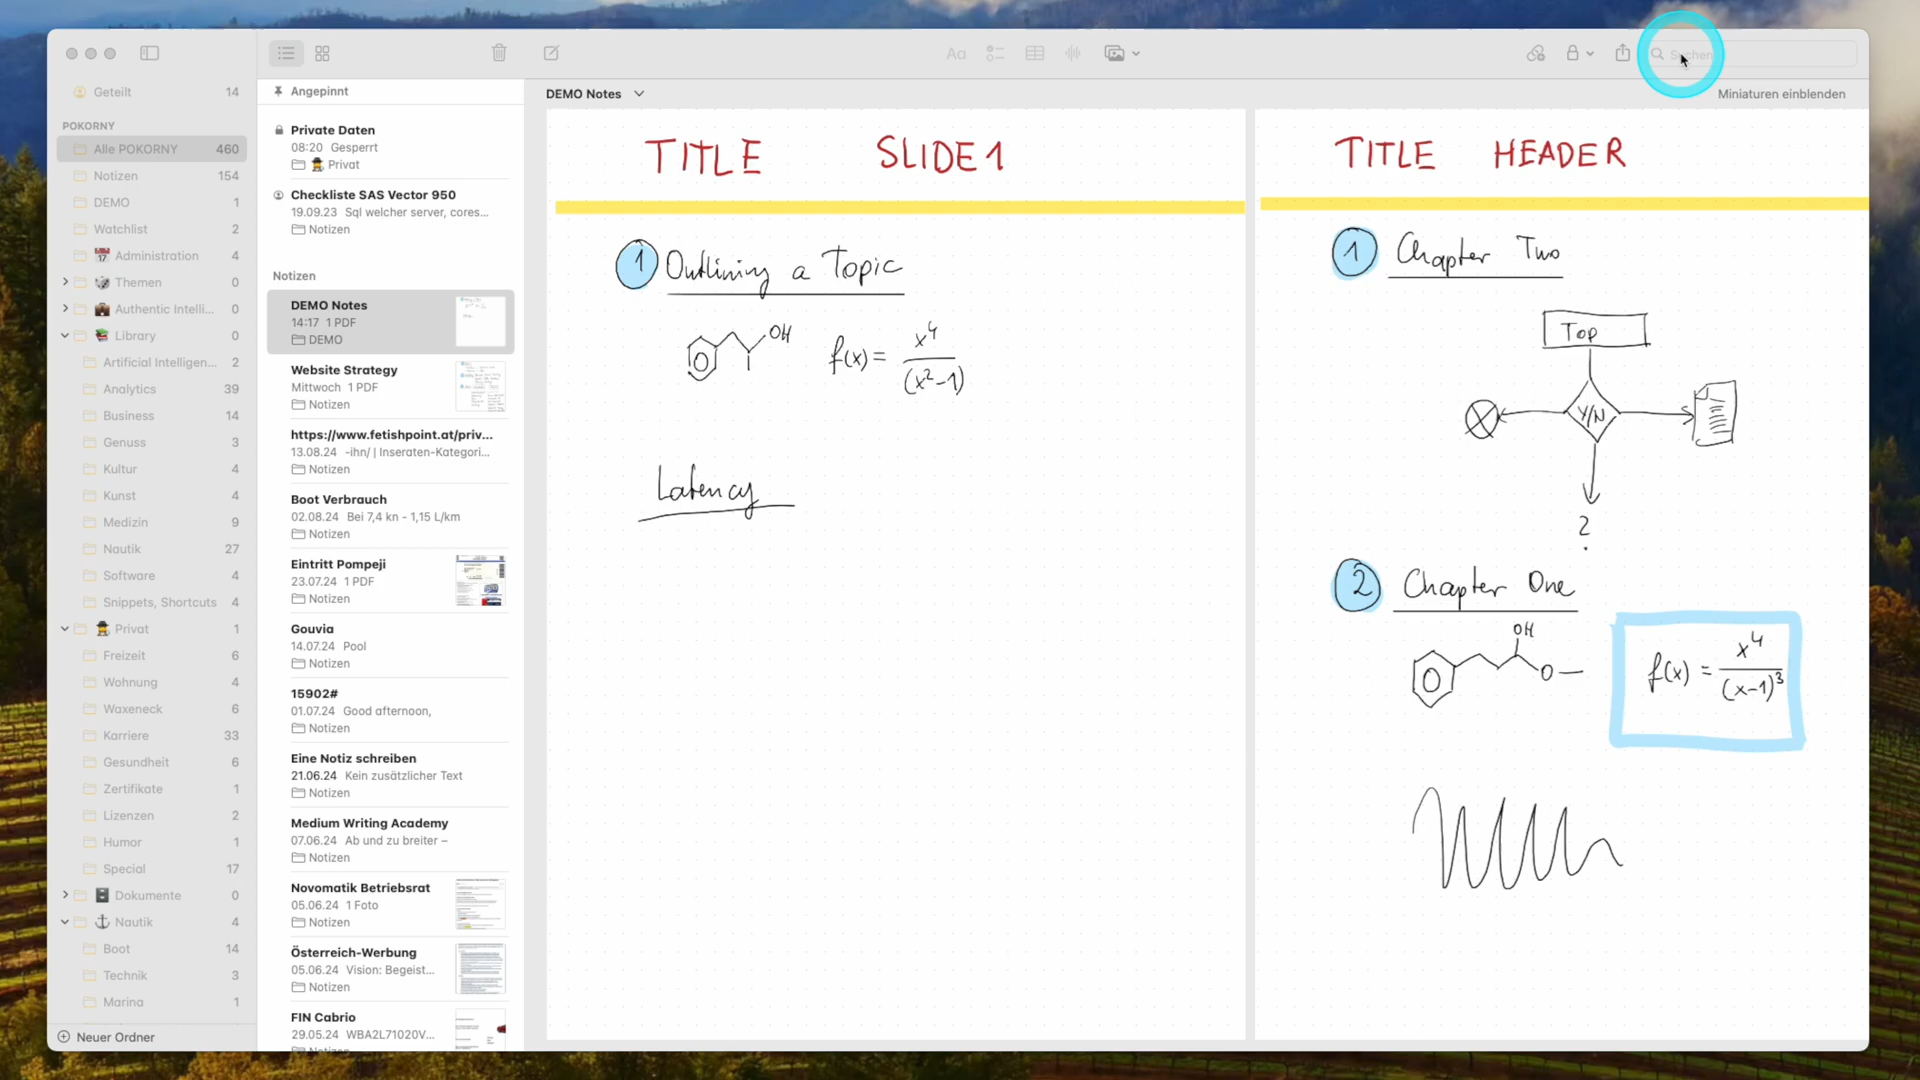 Suchen
Geteilt 14
POKORNY
Alle POKORNY 460
Notizen 154
DEMO 1
Watchlist 2
Administration 4
Themen 0
Authentic Intelli... 0
Library 0
Artificial Intelligen... 2
Analytics 39
Business 14
Genuss 3
Kultur 4
Kunst 4
Medizin 9
Nautik 27
Software 4
Snippets, Shortcuts 4
Privat 1
Freizeit 6
Wohnung 4
Waxeneck 6
Karriere 33
Gesundheit 6
Zertifikate 1
Lizenzen 2
Humor 1
Special 17
Dokumente 0
Nautik 4
Boot 14
Technik 3
Marina 1
Neuer Ordner
Angepinnt
Private Daten
08:20 Gesperrt
Privat
Checkliste SAS Vector 950
19.09.23 Sql welcher server, cores...
Notizen
Notizen
DEMO Notes
14:17 1 PDF
DEMO
Website Strategy
Mittwoch 1 PDF
Notizen
https://www.fetishpoint.at/priv...
13.08.24 -ihn/ | Inseraten-Kategori...
Notizen
Boot Verbrauch
02.08.24 Bei 7,4 kn - 1,15 L/km
Notizen
Eintritt Pompeji
23.07.24 1 PDF
Notizen
Gouvia
14.07.24 Pool
Notizen
15902#
01.07.24 Good afternoon,
Notizen
Eine Notiz schreiben
21.06.24 Kein zusätzlicher Text
Notizen
Medium Writing Academy
07.06.24 Ab und zu breiter –
Notizen
Novomatik Betriebsrat
05.06.24 1 Foto
Notizen
Österreich-Werbung
05.06.24 Vision: Begeist...
Notizen
FIN Cabrio
29.05.24 WBA2L71020V...
Notizen
Aa
DEMO Notes
Miniaturen einblenden
TITLE SLIDE1
1 Outlining a Topic
OH
f(x) = x⁴/(x²-1)
Latency
TITLE HEADER
1 Chapter Two
Top
Y/N
?
2 Chapter One
OH
O
f(x) = x⁴/(x-1)³